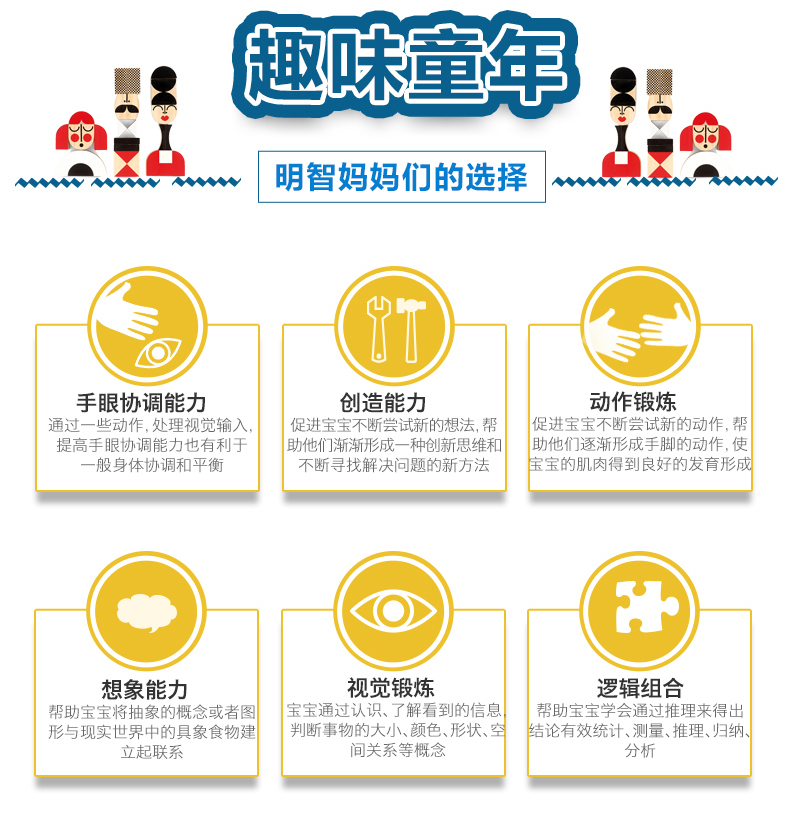 趣味童年
明智妈妈们的选择
手眼协调能力
通过一些动作,处理视觉输入,
提高手眼协调能力也有利于
一般身体协调和平衡
创造能力
促进宝宝不断尝试新的想法,帮
助他们渐渐形成一种创新思维和
不断寻找解决问题的新方法
动作锻炼
促进宝宝不断尝试新的动作,帮
助他们逐渐形成手脚的动作,使
宝宝的肌肉得到良好的发育形成
想象能力
帮助宝宝将抽象的概念或者图
形与现实世界中的具象食物建
立起联系
视觉锻炼
宝宝通过认识、了解看到的信息,
判断事物的大小、颜色、形状、空
间关系等概念
逻辑组合
帮助宝宝学会通过推理来得出
结论有效统计、测量、推理、归纳、
分析